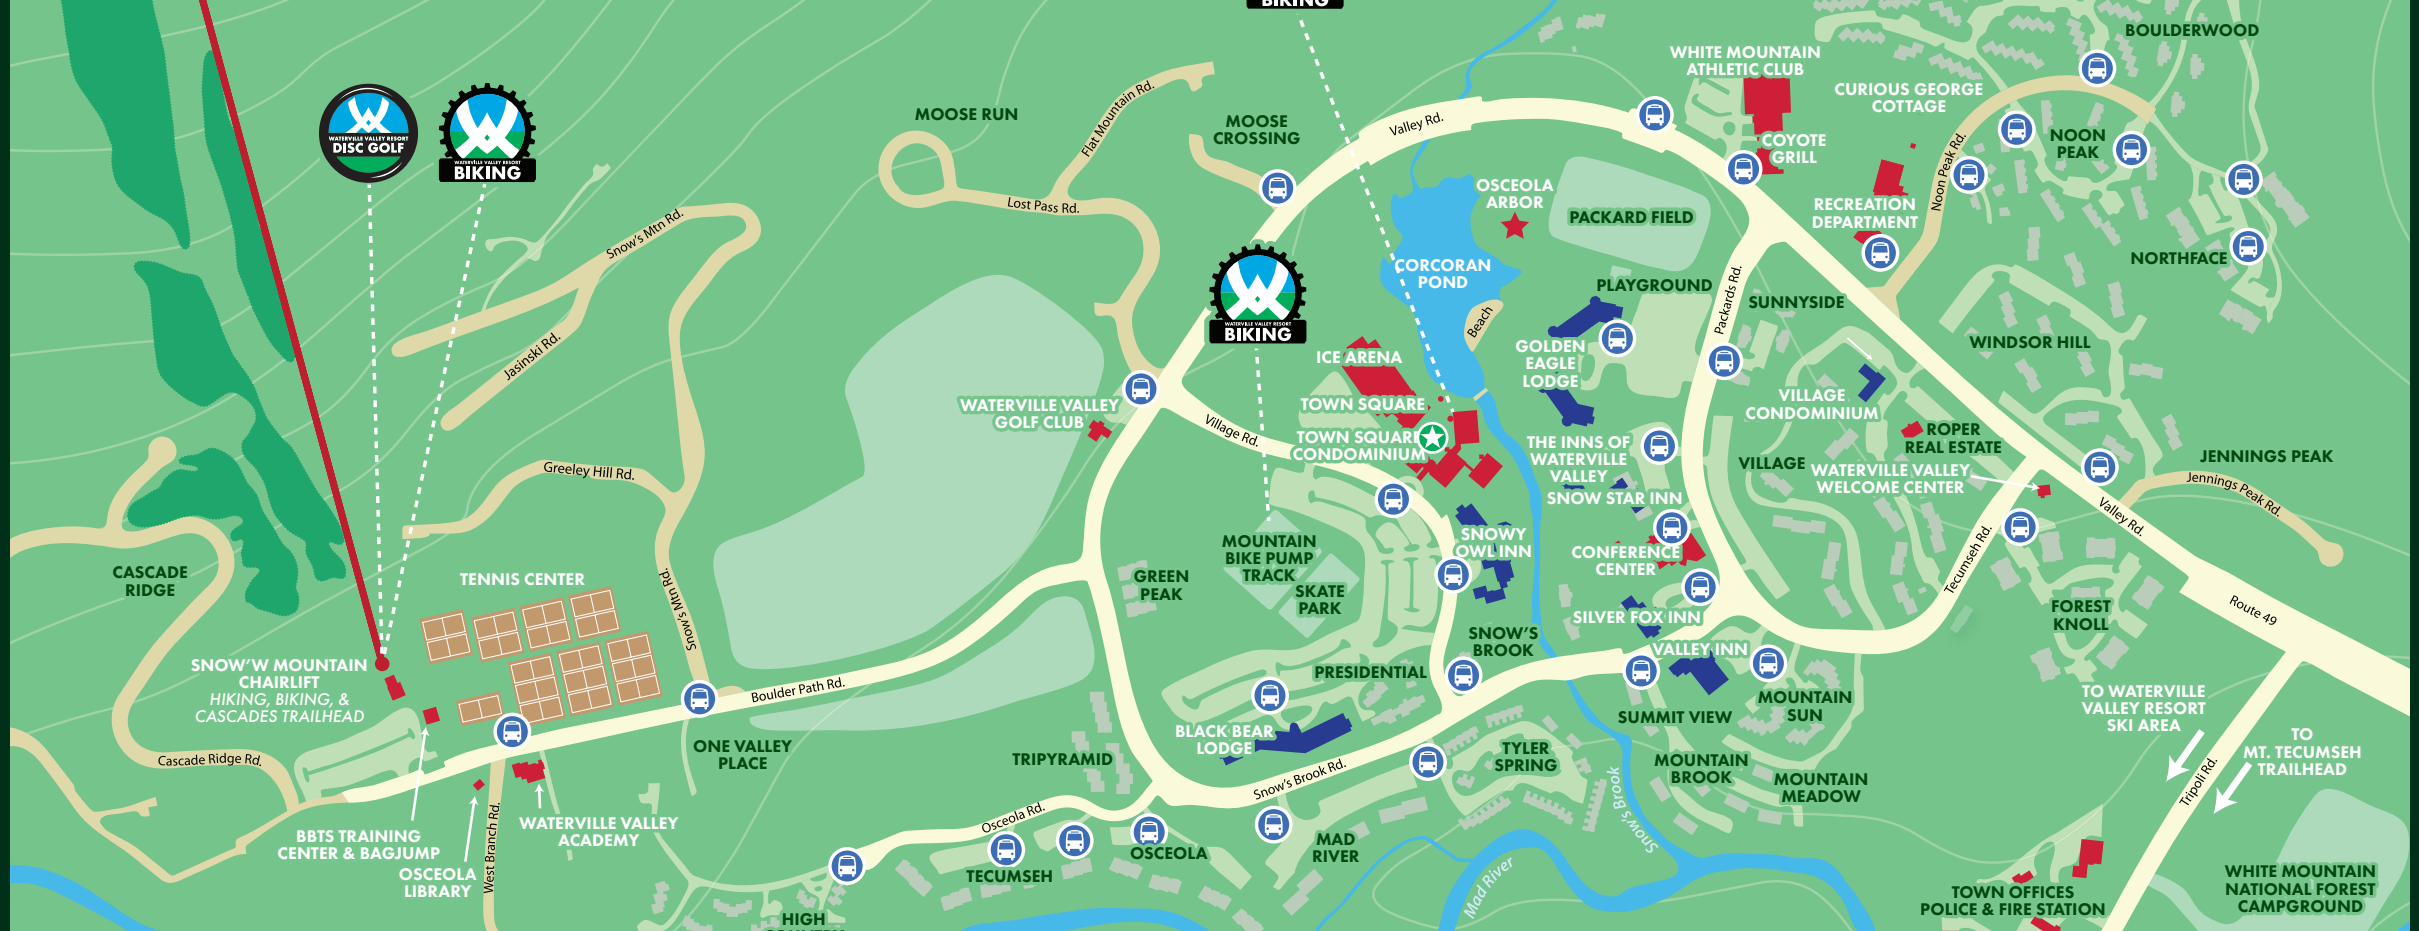 BIKING
BOULDERWOOD
WHITE MOUNTAIN
ATHLETIC CLUB
CURIOUS GEORGE
COTTAGE
MOOSE RUN
Flat Mountain Rd.
MOOSE
CROSSING
Valley Rd.
COYOTE
GRILL
NOON
PEAK
Noon Peak Rd.
WATERVILLE VALLEY RESORT
DISC GOLF
WATERVILLE VALLEY RESORT
BIKING
Lost Pass Rd.
OSCEOLA
ARBOR
PACKARD FIELD
RECREATION
DEPARTMENT
Snow's Mtn Rd.
NORTHFACE
CORCORAN
POND
PLAYGROUND
Packards Rd.
SUNNYSIDE
WATERVILLE VALLEY RESORT
BIKING
Beach
Jasinski Rd.
ICE ARENA
GOLDEN
EAGLE
LODGE
WINDSOR HILL
WATERVILLE VALLEY
GOLF CLUB
TOWN SQUARE
VILLAGE
CONDOMINIUM
Village Rd.
TOWN SQUARE
CONDOMINIUM
THE INNS OF
WATERVILLE
VALLEY
ROPER
REAL ESTATE
VILLAGE
WATERVILLE VALLEY
WELCOME CENTER
JENNINGS PEAK
Jennings Peak Rd.
Greeley Hill Rd.
SNOW STAR INN
Valley Rd.
SNOWY
OWL INN
CONFERENCE
CENTER
Tecumseh Rd.
MOUNTAIN
BIKE PUMP
TRACK
SKATE
PARK
GREEN
PEAK
CASCADE
RIDGE
TENNIS CENTER
Snow's Mtn Rd.
SILVER FOX INN
FOREST
KNOLL
Route 49
SNOW'S
BROOK
VALLEY INN
SNOW'W MOUNTAIN
CHAIRLIFT
HIKING, BIKING, &
CASCADES TRAILHEAD
PRESIDENTIAL
Boulder Path Rd.
MOUNTAIN
SUN
SUMMIT VIEW
TO WATERVILLE
VALLEY RESORT
SKI AREA
BLACK BEAR
LODGE
TO
MT. TECUMSEH
TRAILHEAD
ONE VALLEY
PLACE
TRIPYRAMID
Cascade Ridge Rd.
TYLER
SPRING
MOUNTAIN
BROOK
MOUNTAIN
MEADOW
Snow's Brook Rd.
Snow's Brook
Tripoli Rd.
Osceola Rd.
West Branch Rd.
BBTS TRAINING
CENTER & BAGJUMP
WATERVILLE VALLEY
ACADEMY
OSCEOLA
LIBRARY
MAD
RIVER
OSCEOLA
TECUMSEH
Mad River
TOWN OFFICES
POLICE & FIRE STATION
WHITE MOUNTAIN
NATIONAL FOREST
CAMPGROUND
HIGH